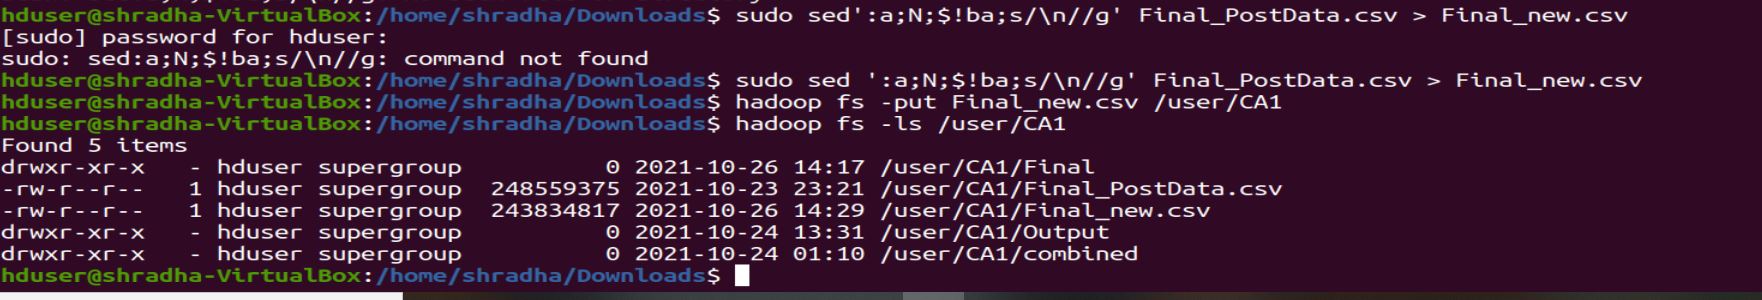 hduser@shradha-VirtualBox:/home/shradha/Downloads$ sudo sed':a;N;$!ba;s/\n//g' Final_PostData.csv > Final_new.csv
[sudo] password for hduser:
sudo: sed:a;N;$!ba;s/\n//g: command not found
hduser@shradha-VirtualBox:/home/shradha/Downloads$ sudo sed ':a;N;$!ba;s/\n//g' Final_PostData.csv > Final_new.csv
hduser@shradha-VirtualBox:/home/shradha/Downloads$ hadoop fs -put Final_new.csv /user/CA1
hduser@shradha-VirtualBox:/home/shradha/Downloads$ hadoop fs -ls /user/CA1
Found 5 items
drwxr-xr-x - hduser supergroup 0 2021-10-26 14:17 /user/CA1/Final
-rw-r--r-- 1 hduser supergroup 248559375 2021-10-23 23:21 /user/CA1/Final_PostData.csv
-rw-r--r-- 1 hduser supergroup 243834817 2021-10-26 14:29 /user/CA1/Final_new.csv
drwxr-xr-x - hduser supergroup 0 2021-10-24 13:31 /user/CA1/Output
drwxr-xr-x - hduser supergroup 0 2021-10-24 01:10 /user/CA1/combined
hduser@shradha-VirtualBox:/home/shradha/Downloads$